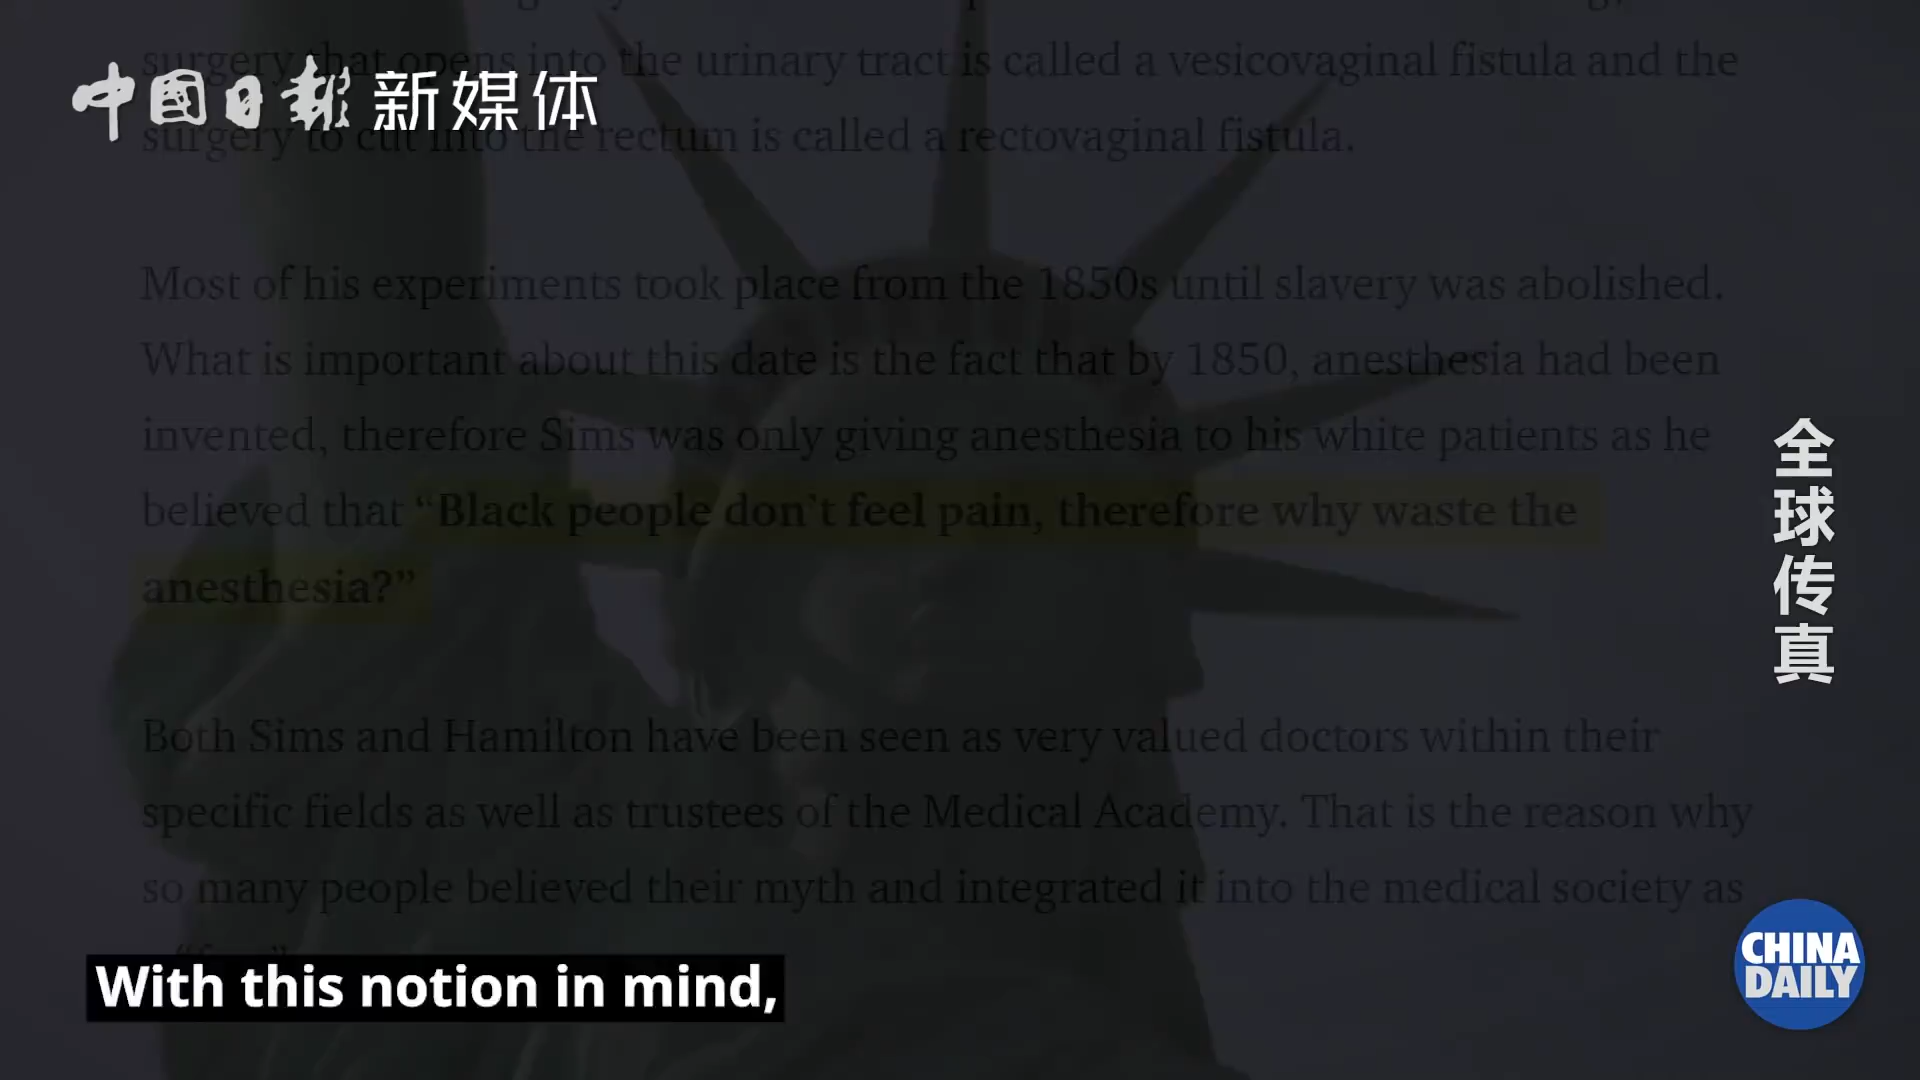 surgery that opens into the urinary tract is called a vesicovaginal fistula and the
中国日报 新媒体
surgery to cut into the rectum is called a rectovaginal fistula.
Most of his experiments took place from the 1850s until slavery was abolished.
What is important about this date is the fact that by 1850, anesthesia had been
invented, therefore Sims was only giving anesthesia to his white patients as he
believed that “Black people don’t feel pain, therefore why waste the
anesthesia?”
全球传真
Both Sims and Hamilton have been seen as very valued doctors within their
specific fields as well as trustees of the Medical Academy. That is the reason why
so many people believed their myth and integrated it into the medical society as
With this notion in mind,
CHINA
DAILY